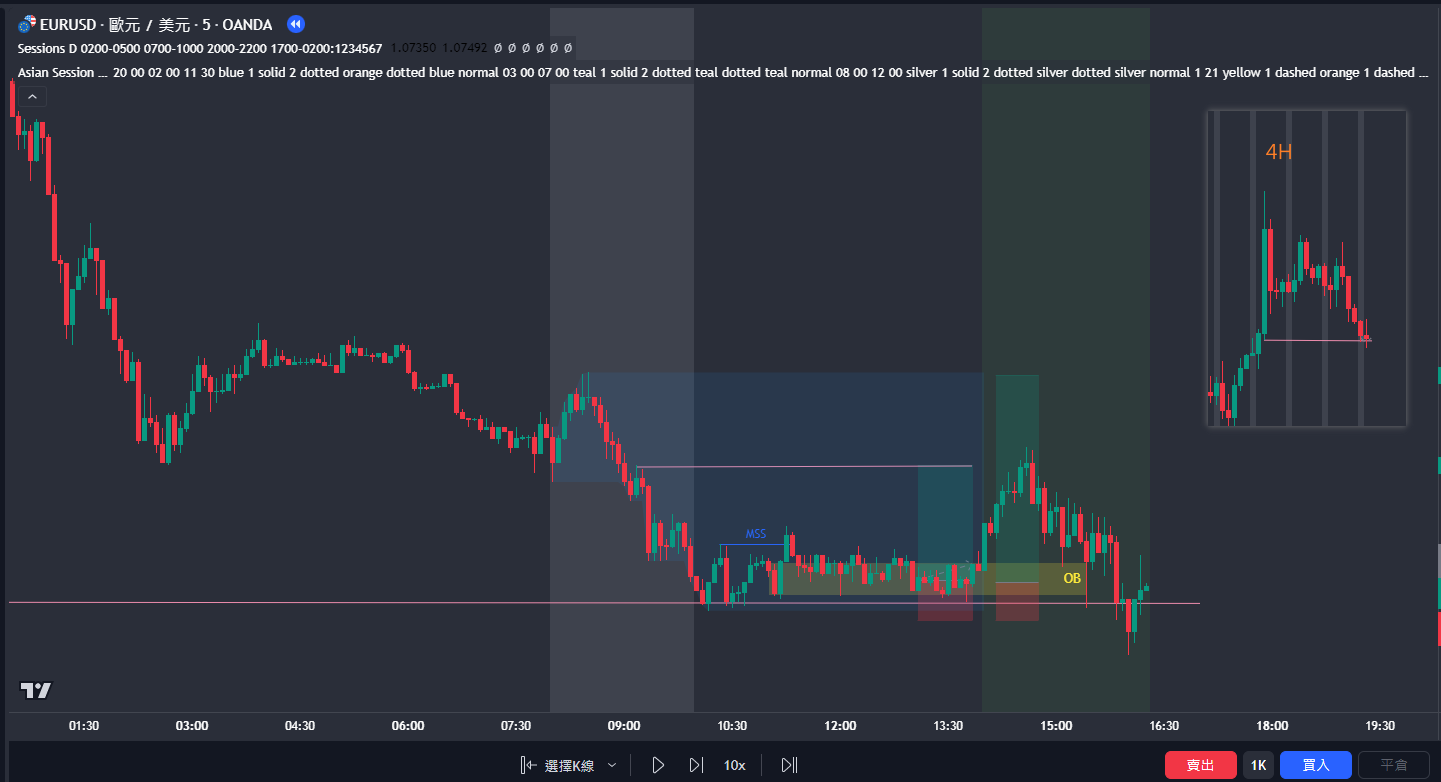 EURUSD · 歐元 / 美元 · 5 · OANDA
Sessions D 0200-0500 0700-1000 2000-2200 1700-0200:1234567 1.07350 1.07492 ø ø ø ø ø ø
Asian Session ... 20 00 02 00 11 30 blue 1 solid 2 dotted orange dotted blue normal 03 00 07 00 teal 1 solid 2 dotted teal dotted teal normal 08 00 12 00 silver 1 solid 2 dotted silver dotted silver normal 1 21 yellow 1 dashed orange 1 dashed ...
4H
MSS
OB
01:30 03:00 04:30 06:00 07:30 09:00 10:30 12:00 13:30 15:00 16:30 18:00 19:30
選擇K線 10x 賣出 1K 買入 平倉